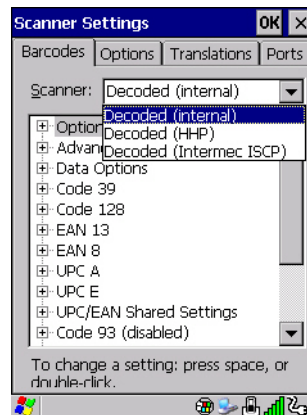 Scanner Settings OK ×
Barcodes Options Translations Ports
Scanner: Decoded (internal)
Decoded (internal)
Decoded (HHP)
Decoded (Intermec ISCP)
Option
Advan
Data Options
Code 39
Code 128
EAN 13
EAN 8
UPC A
UPC E
UPC/EAN Shared Settings
Code 93 (disabled)
To change a setting: press space, or
double-click.